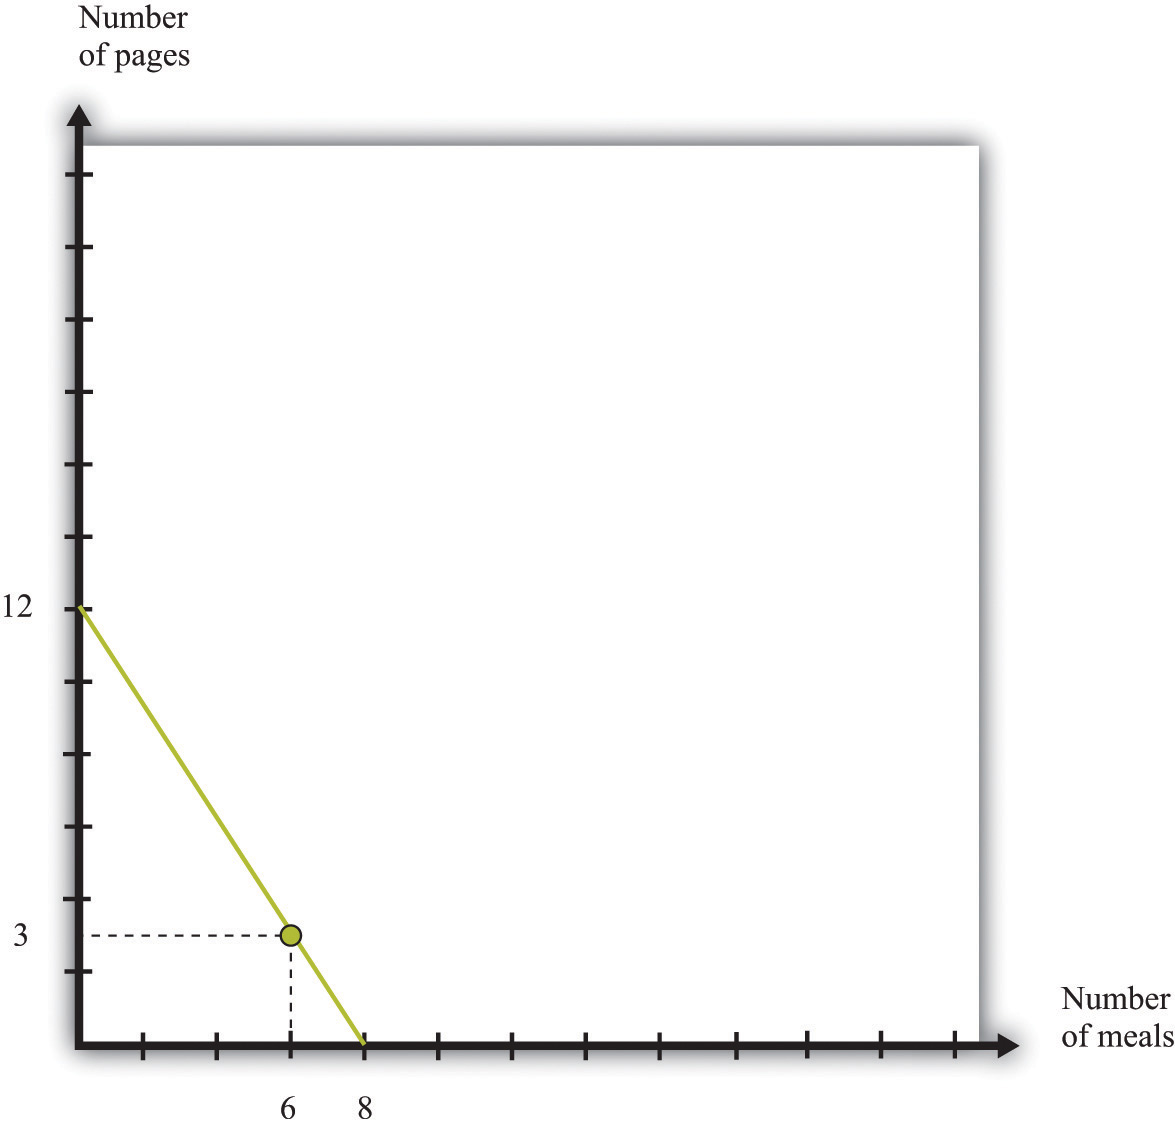 Number
of pages
12
3
Number
of meals
6 8